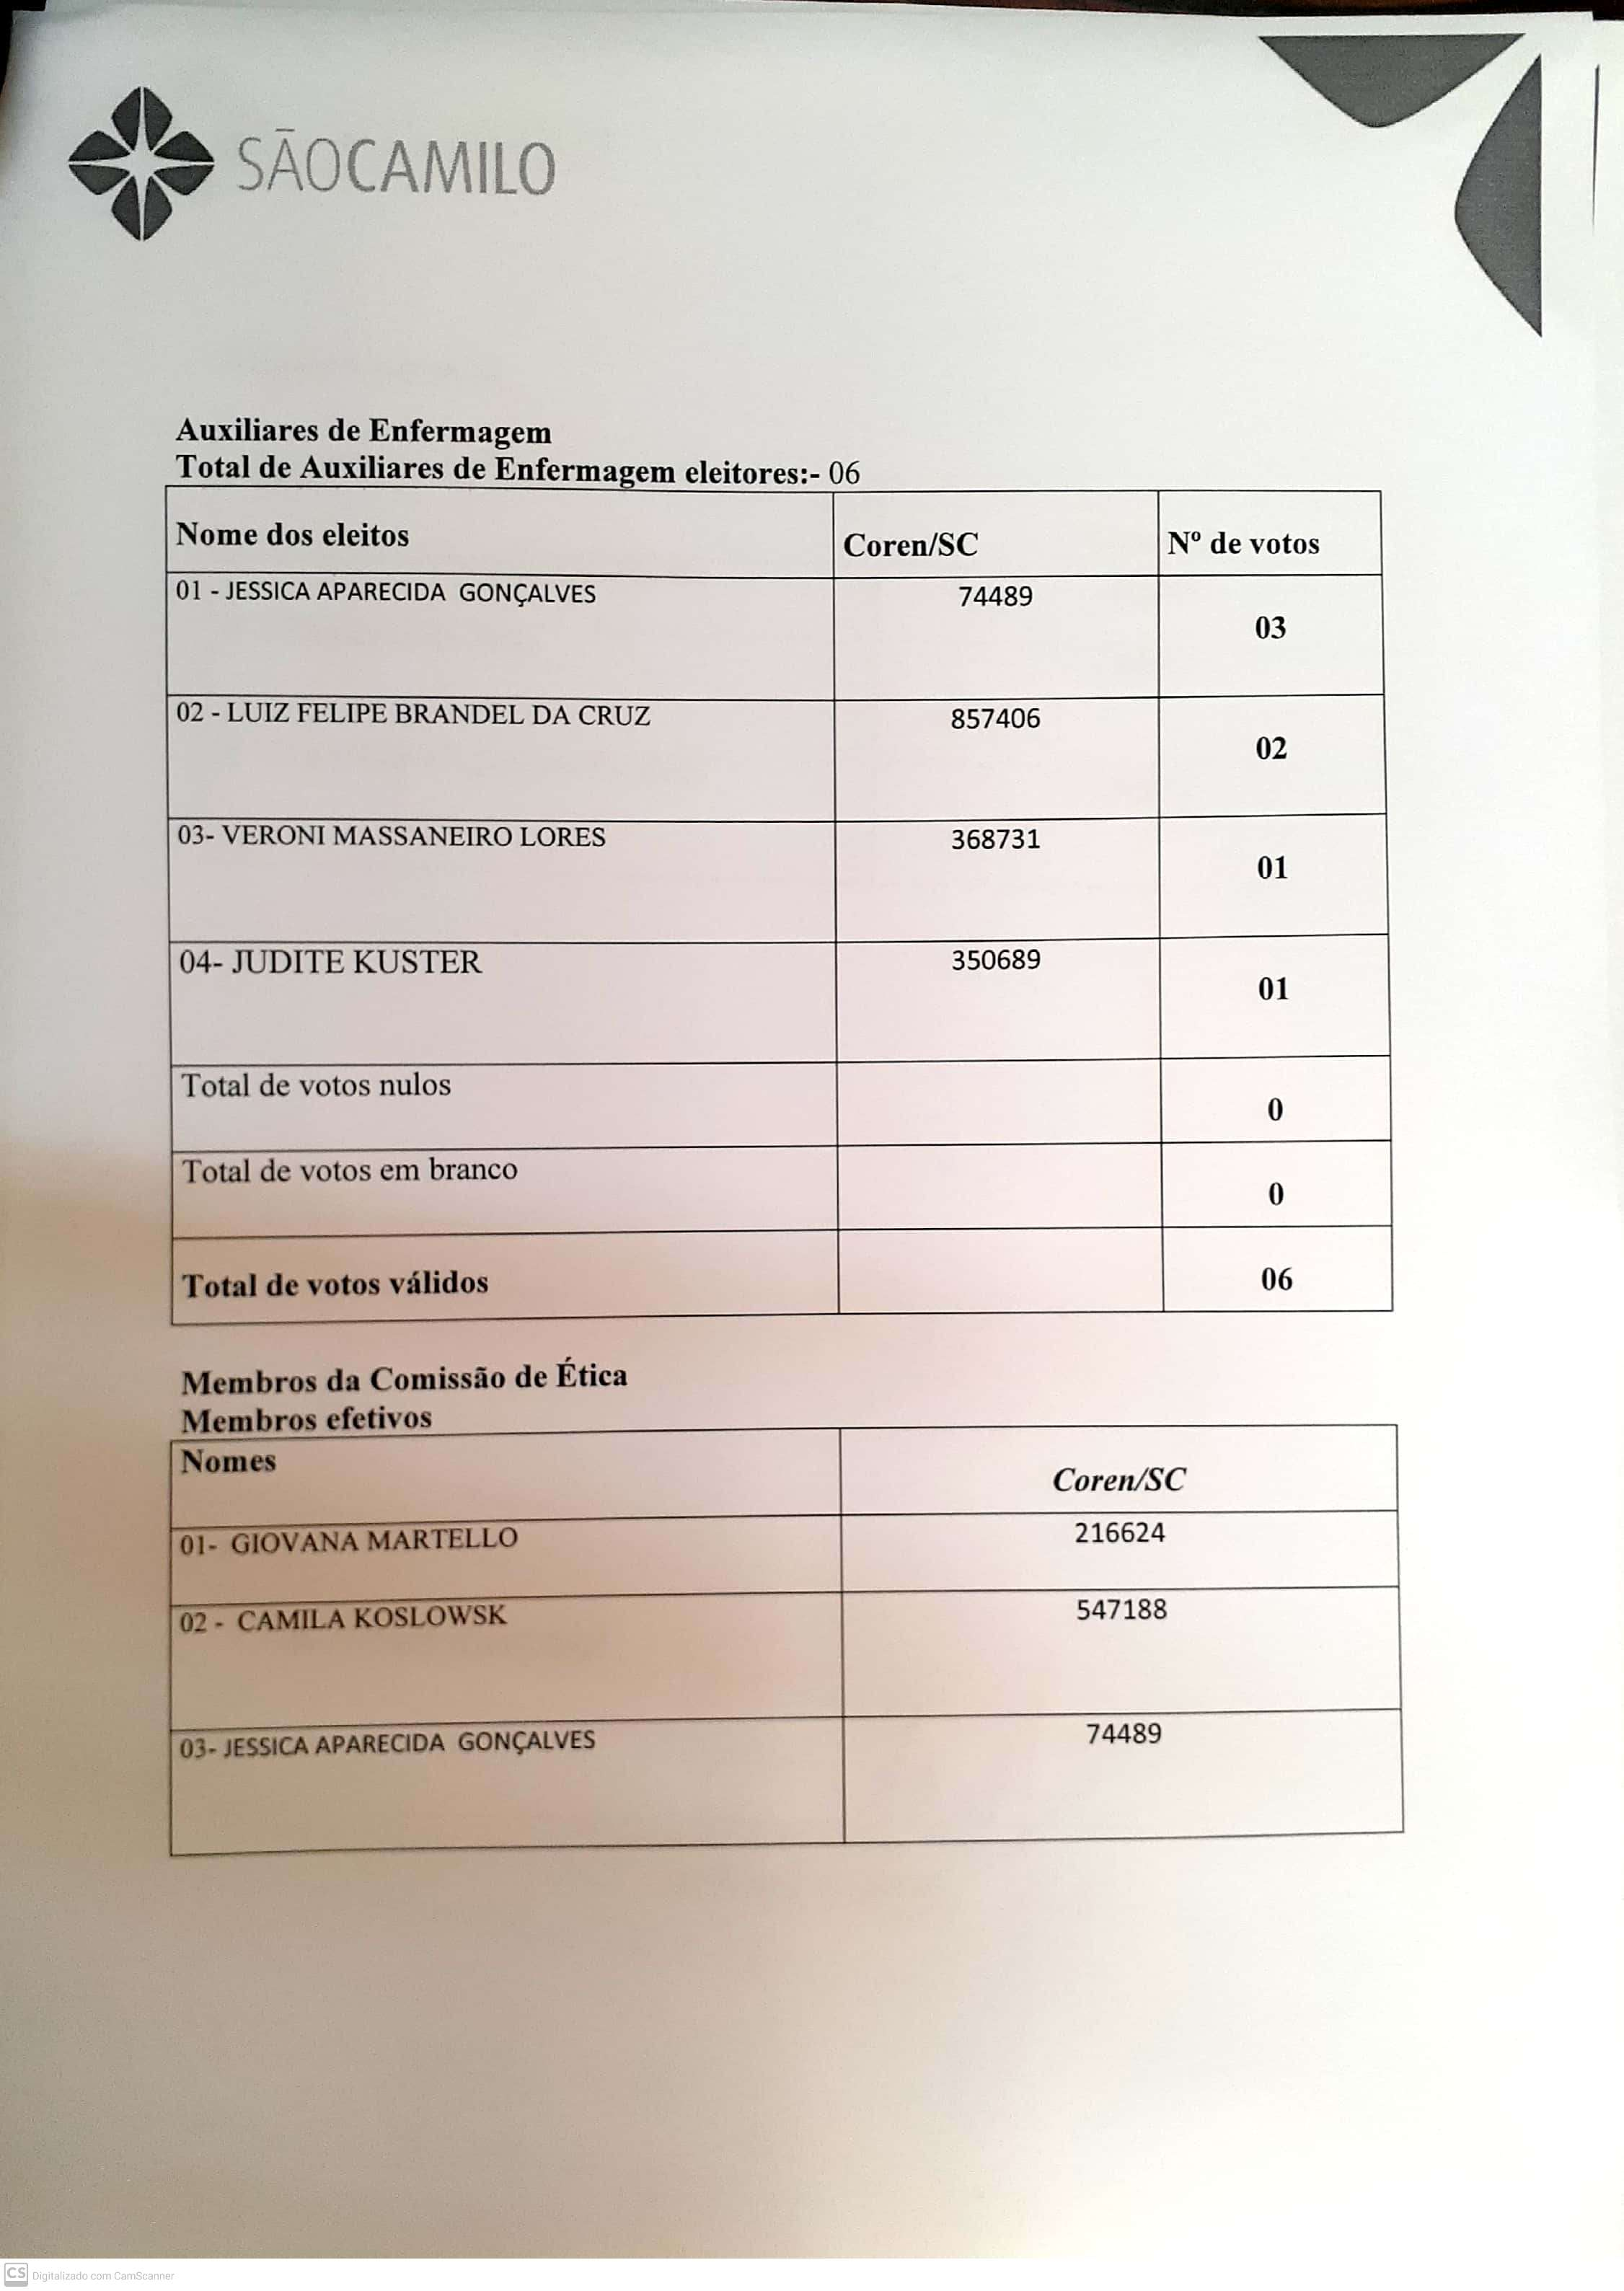 SÃOCAMILO
Auxiliares de Enfermagem
Total de Auxiliares de Enfermagem eleitores:- 06
Nome dos eleitos Coren/SC Nº de votos
01 - JESSICA APARECIDA GONÇALVES 74489 03
02 - LUIZ FELIPE BRANDEL DA CRUZ 857406 02
03- VERONI MASSANEIRO LORES 368731 01
04- JUDITE KUSTER 350689 01
Total de votos nulos 0
Total de votos em branco 0
Total de votos válidos 06
Membros da Comissão de Ética
Membros efetivos
Nomes Coren/SC
01- GIOVANA MARTELLO 216624
02 - CAMILA KOSLOWSK 547188
03- JESSICA APARECIDA GONÇALVES 74489
CS Digitalizado com CamScanner